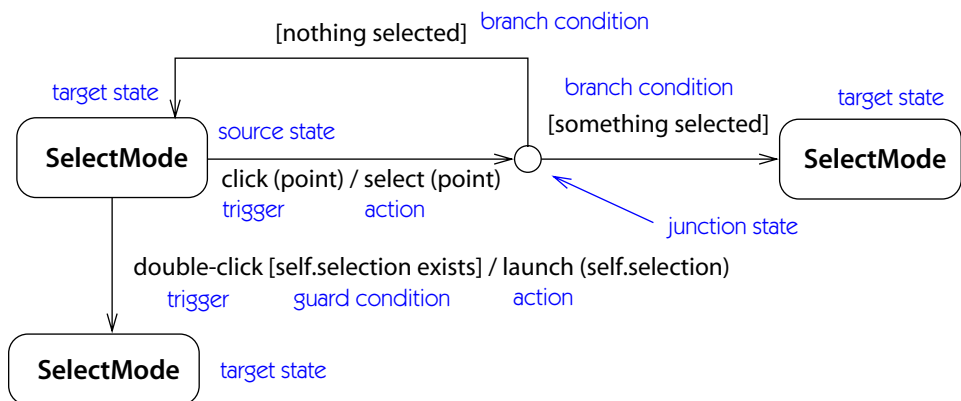 [nothing selected] branch condition
target state
branch condition
target state
source state
[something selected]
SelectMode
SelectMode
click (point) / select (point)
trigger action
junction state
double-click [self.selection exists] / launch (self.selection)
trigger guard condition action
SelectMode
target state